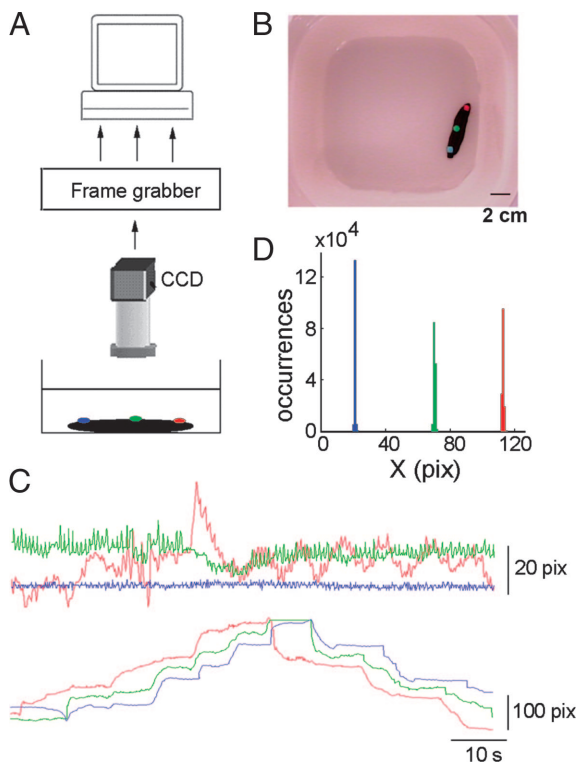 A
Frame grabber
CCD
B
2 cm
D
x10⁴
12
8
4
0
occurrences
0 40 80 120
X (pix)
C
20 pix
100 pix
10 s